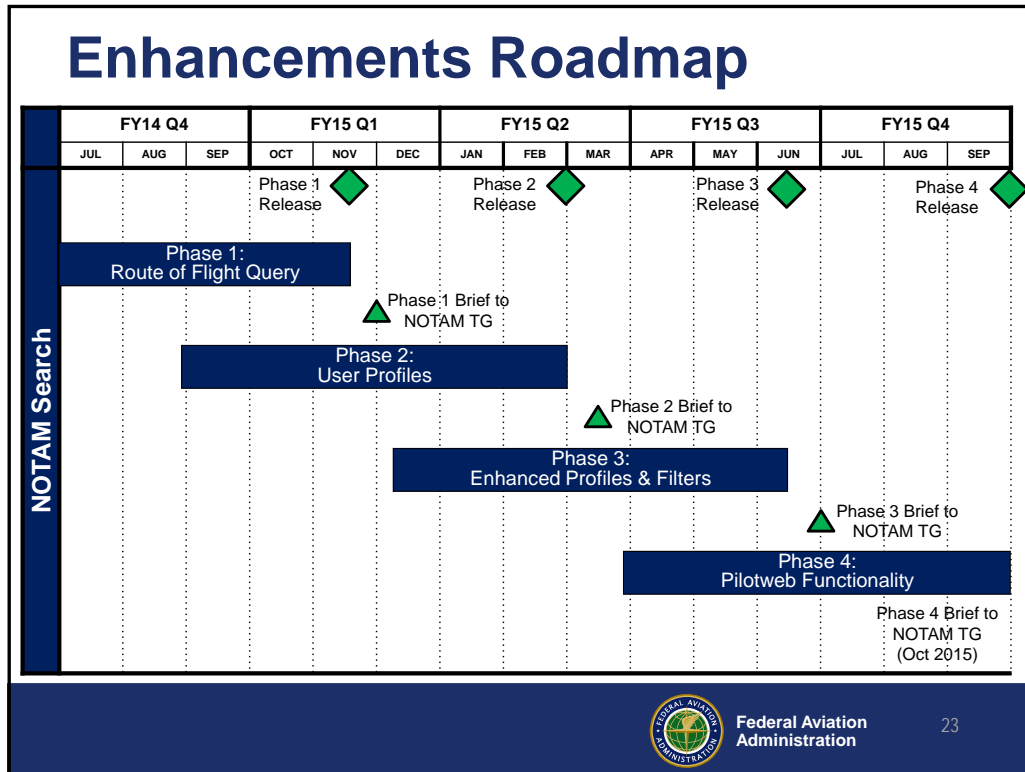 Enhancements Roadmap
FY14 Q4 FY15 Q1 FY15 Q2 FY15 Q3 FY15 Q4
JUL AUG SEP OCT NOV DEC JAN FEB MAR APR MAY JUN JUL AUG SEP
NOTAM Search
Phase 1
Release
Phase 2
Release
Phase 3
Release
Phase 4
Release
Phase 1:
Route of Flight Query
Phase 1 Brief to
NOTAM TG
Phase 2:
User Profiles
Phase 2 Brief to
NOTAM TG
Phase 3:
Enhanced Profiles & Filters
Phase 3 Brief to
NOTAM TG
Phase 4:
Pilotweb Functionality
Phase 4 Brief to
NOTAM TG
(Oct 2015)
FEDERAL AVIATION
ADMINISTRATION
Federal Aviation
Administration
23